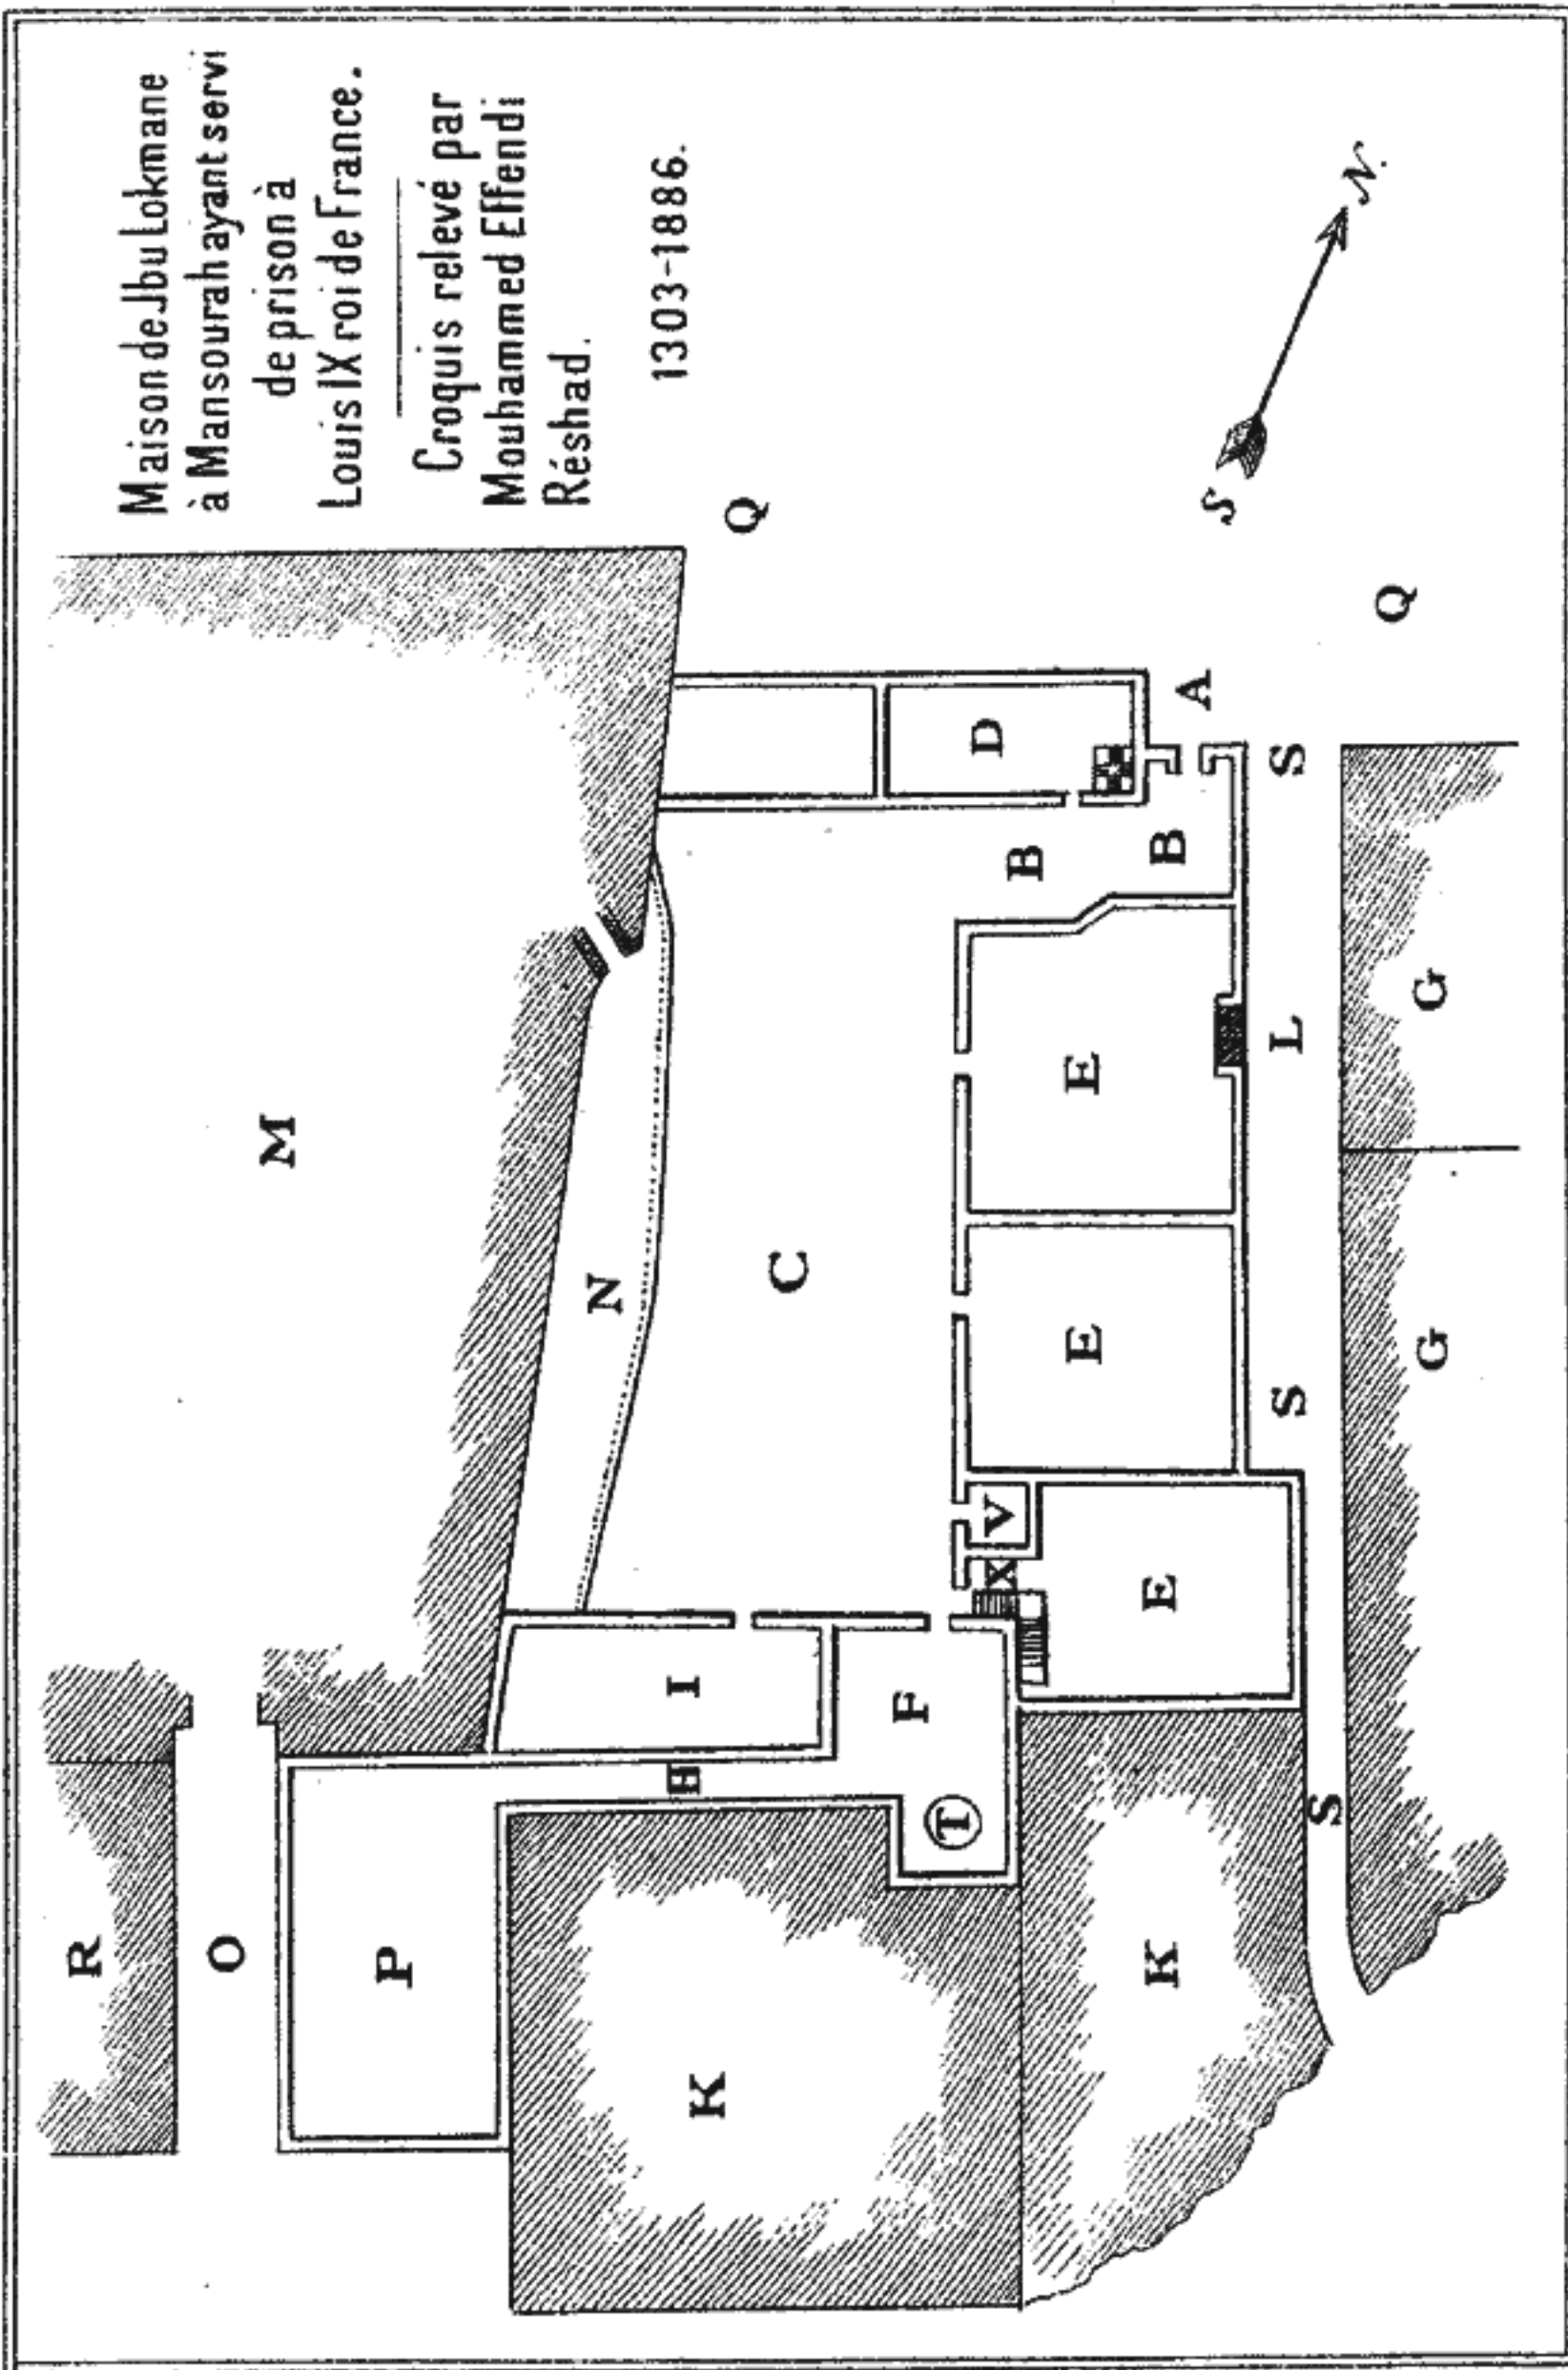 Maison de Jbu Lokmane
à Mansourah ayant servi
de prison à
Louis IX roi de France.
Croquis relevé par
Mouhammed Effendi
Réshad.
1303-1886.
R
O
P
K
K
M
N
I
H
F
T
C
V
X
E
E
E
B
B
D
A
Q
Q
S
L
S
S
G
G
S
N.